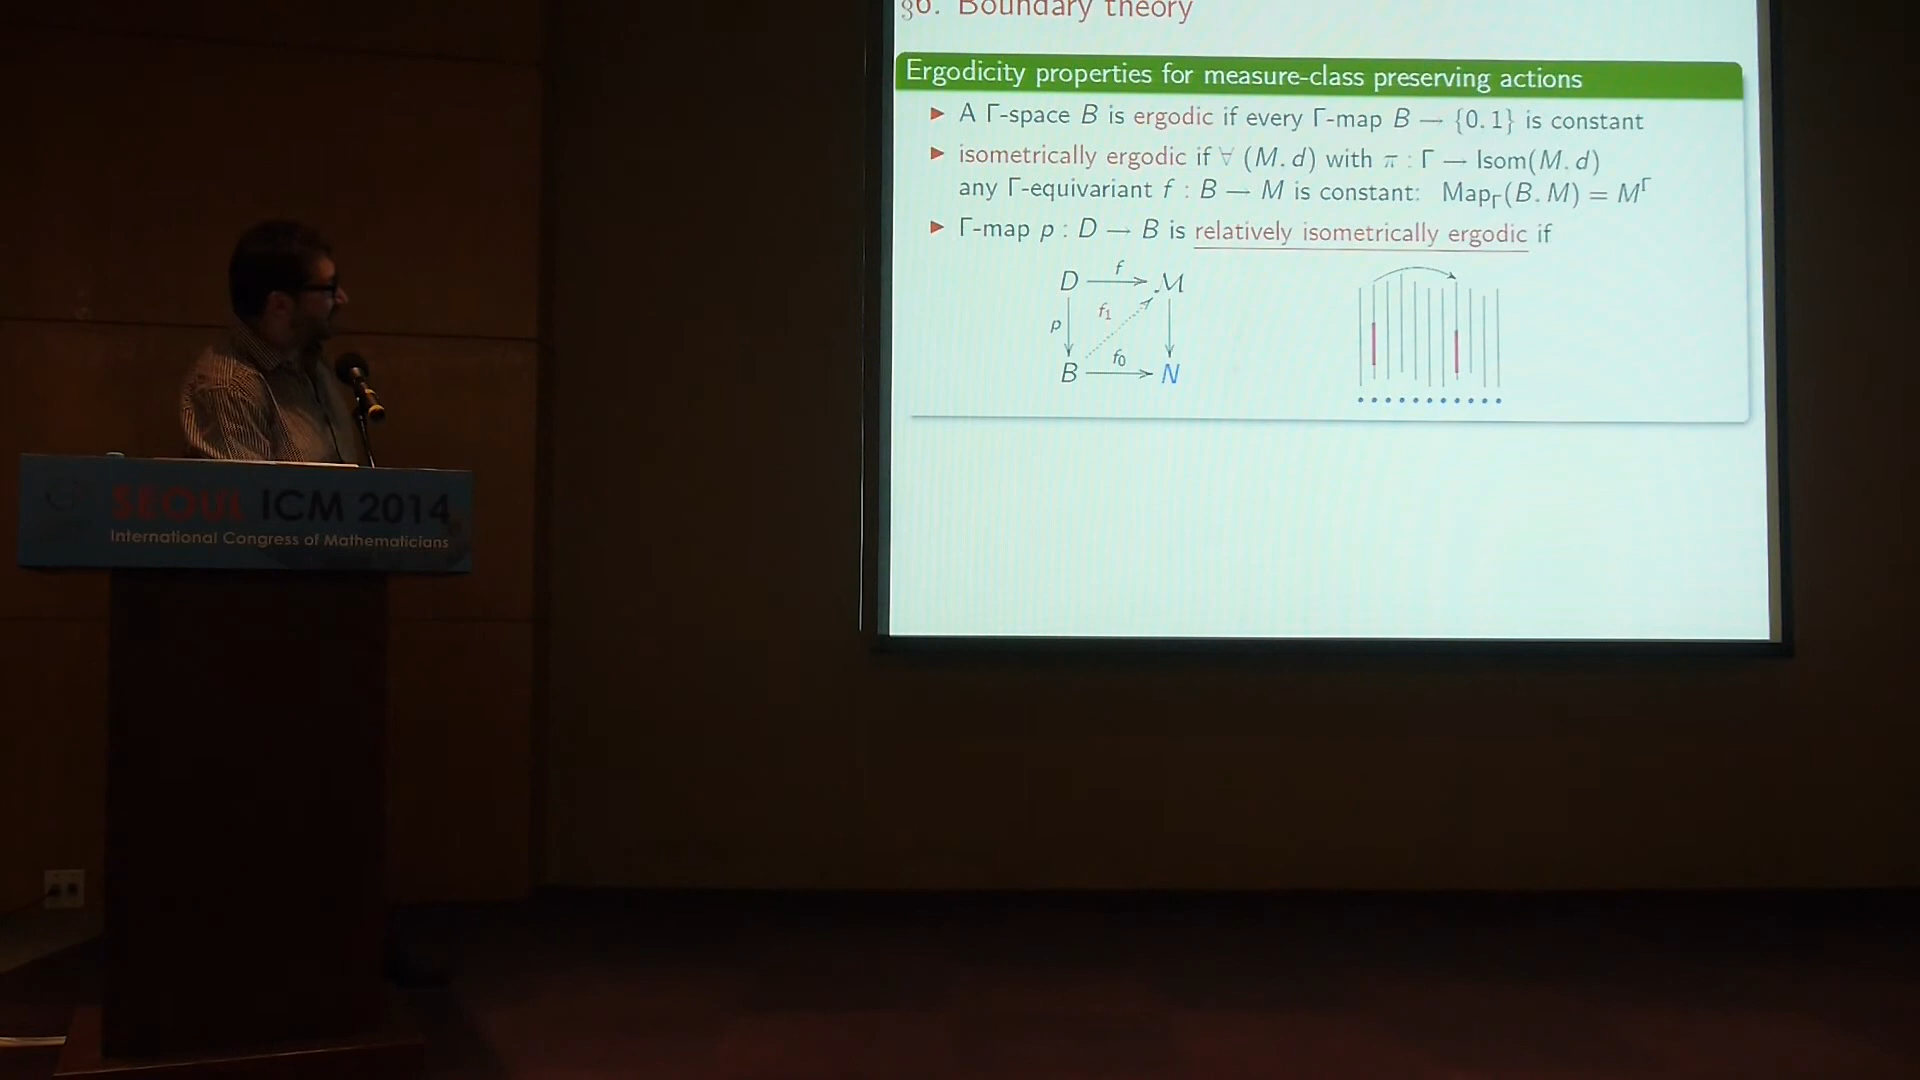 §6. Boundary theory
Ergodicity properties for measure-class preserving actions
▶ A Γ-space B is ergodic if every Γ-map B → {0.1} is constant
▶ isometrically ergodic if ∀ (M.d) with π : Γ → Isom(M.d)
any Γ-equivariant f : B → M is constant: Map_Γ(B.M) = M^Γ
▶ Γ-map p : D → B is relatively isometrically ergodic if
D f M
p f₁
B f₀ N
SEOUL ICM 2014
International Congress of Mathematicians